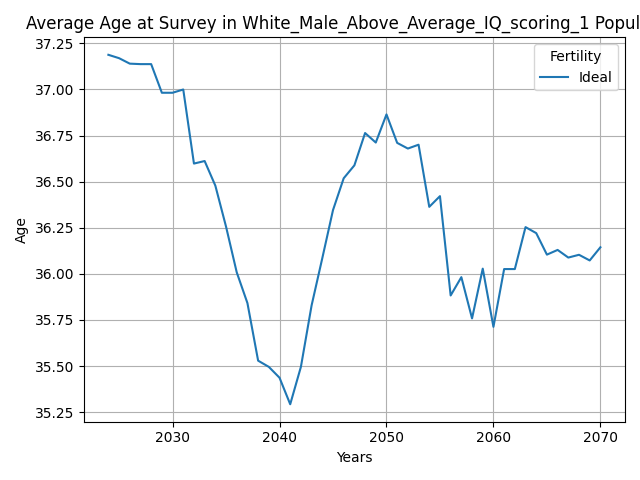 Average Age at Survey in White_Male_Above_Average_IQ_scoring_1 Popul
37.25
37.00
36.75
36.50
36.25
36.00
35.75
35.50
35.25
Age
Fertility
Ideal
2030 2040 2050 2060 2070
Years